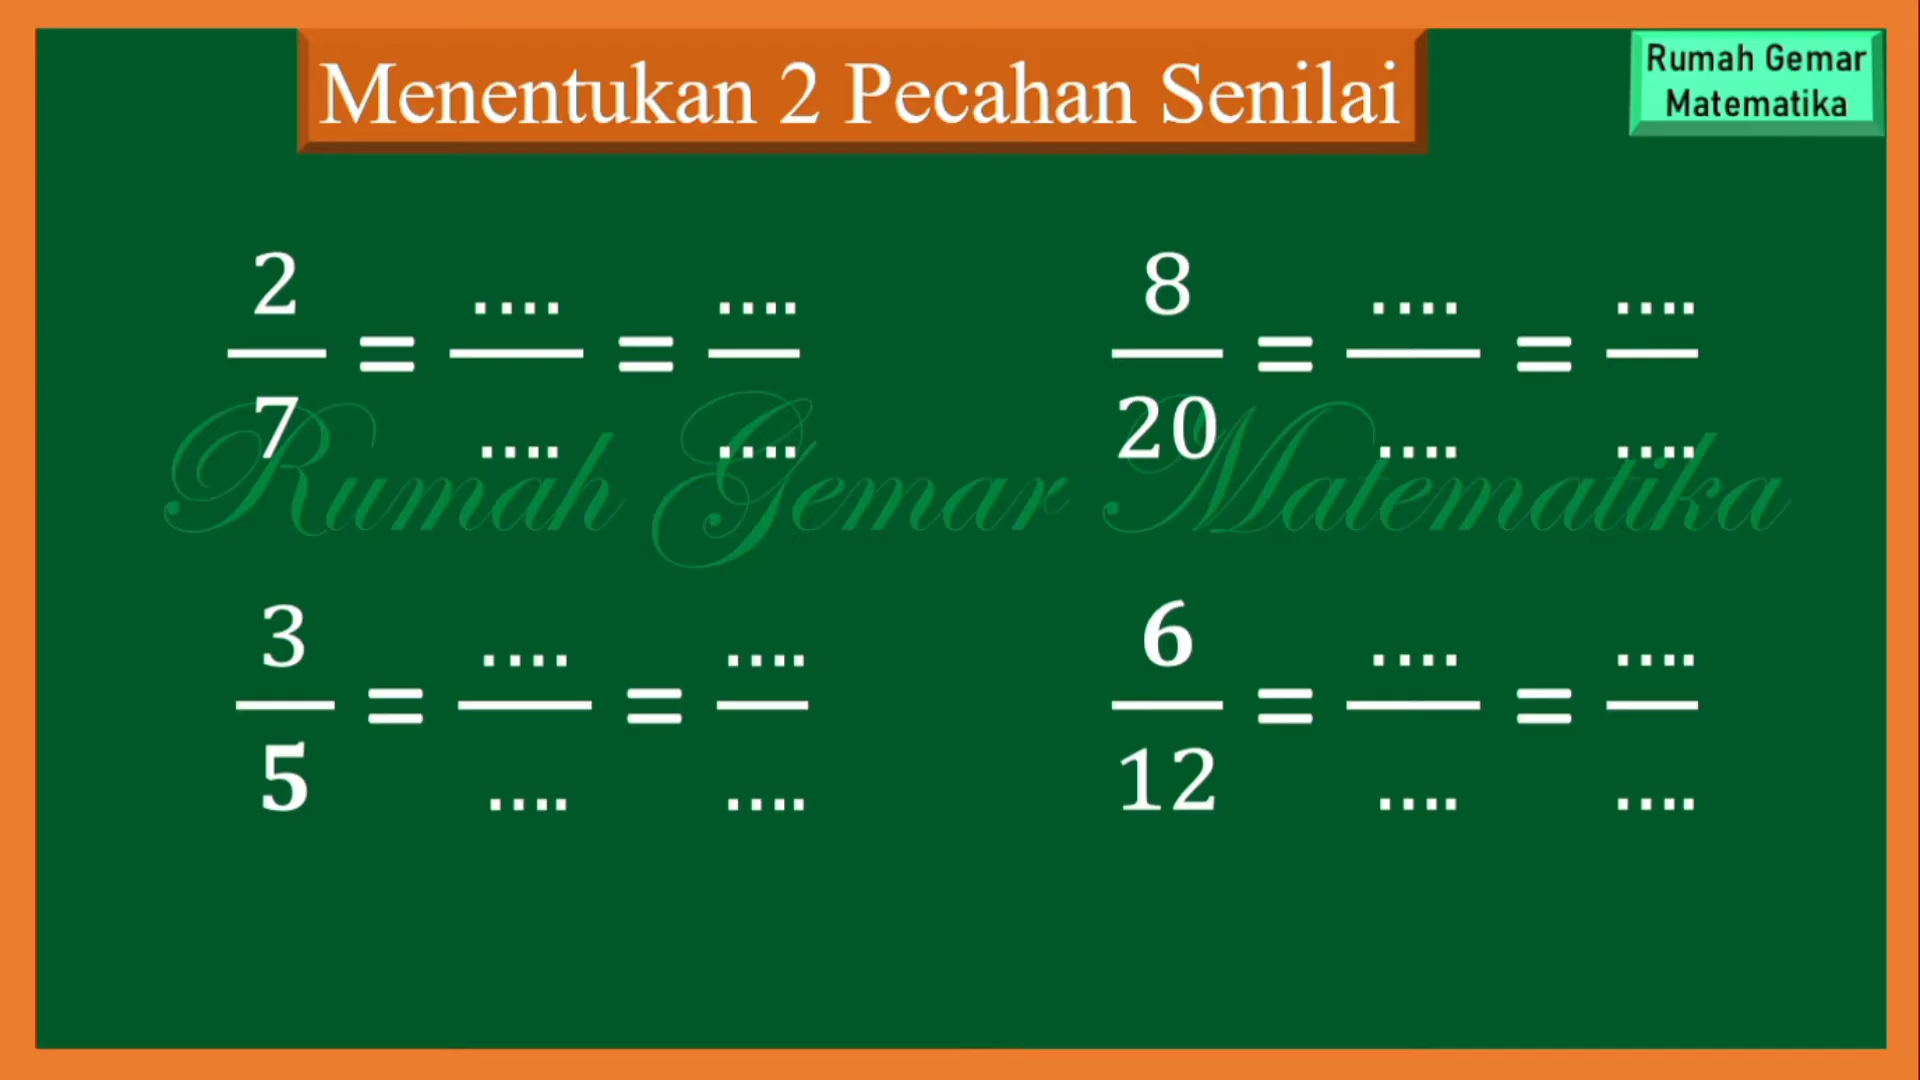 Menentukan 2 Pecahan Senilai
Rumah Gemar
Matematika
2/7 = ..../.... = ..../....
8/20 = ..../.... = ..../....
Rumah Gemar Matematika
3/5 = ..../.... = ..../....
6/12 = ..../.... = ..../....